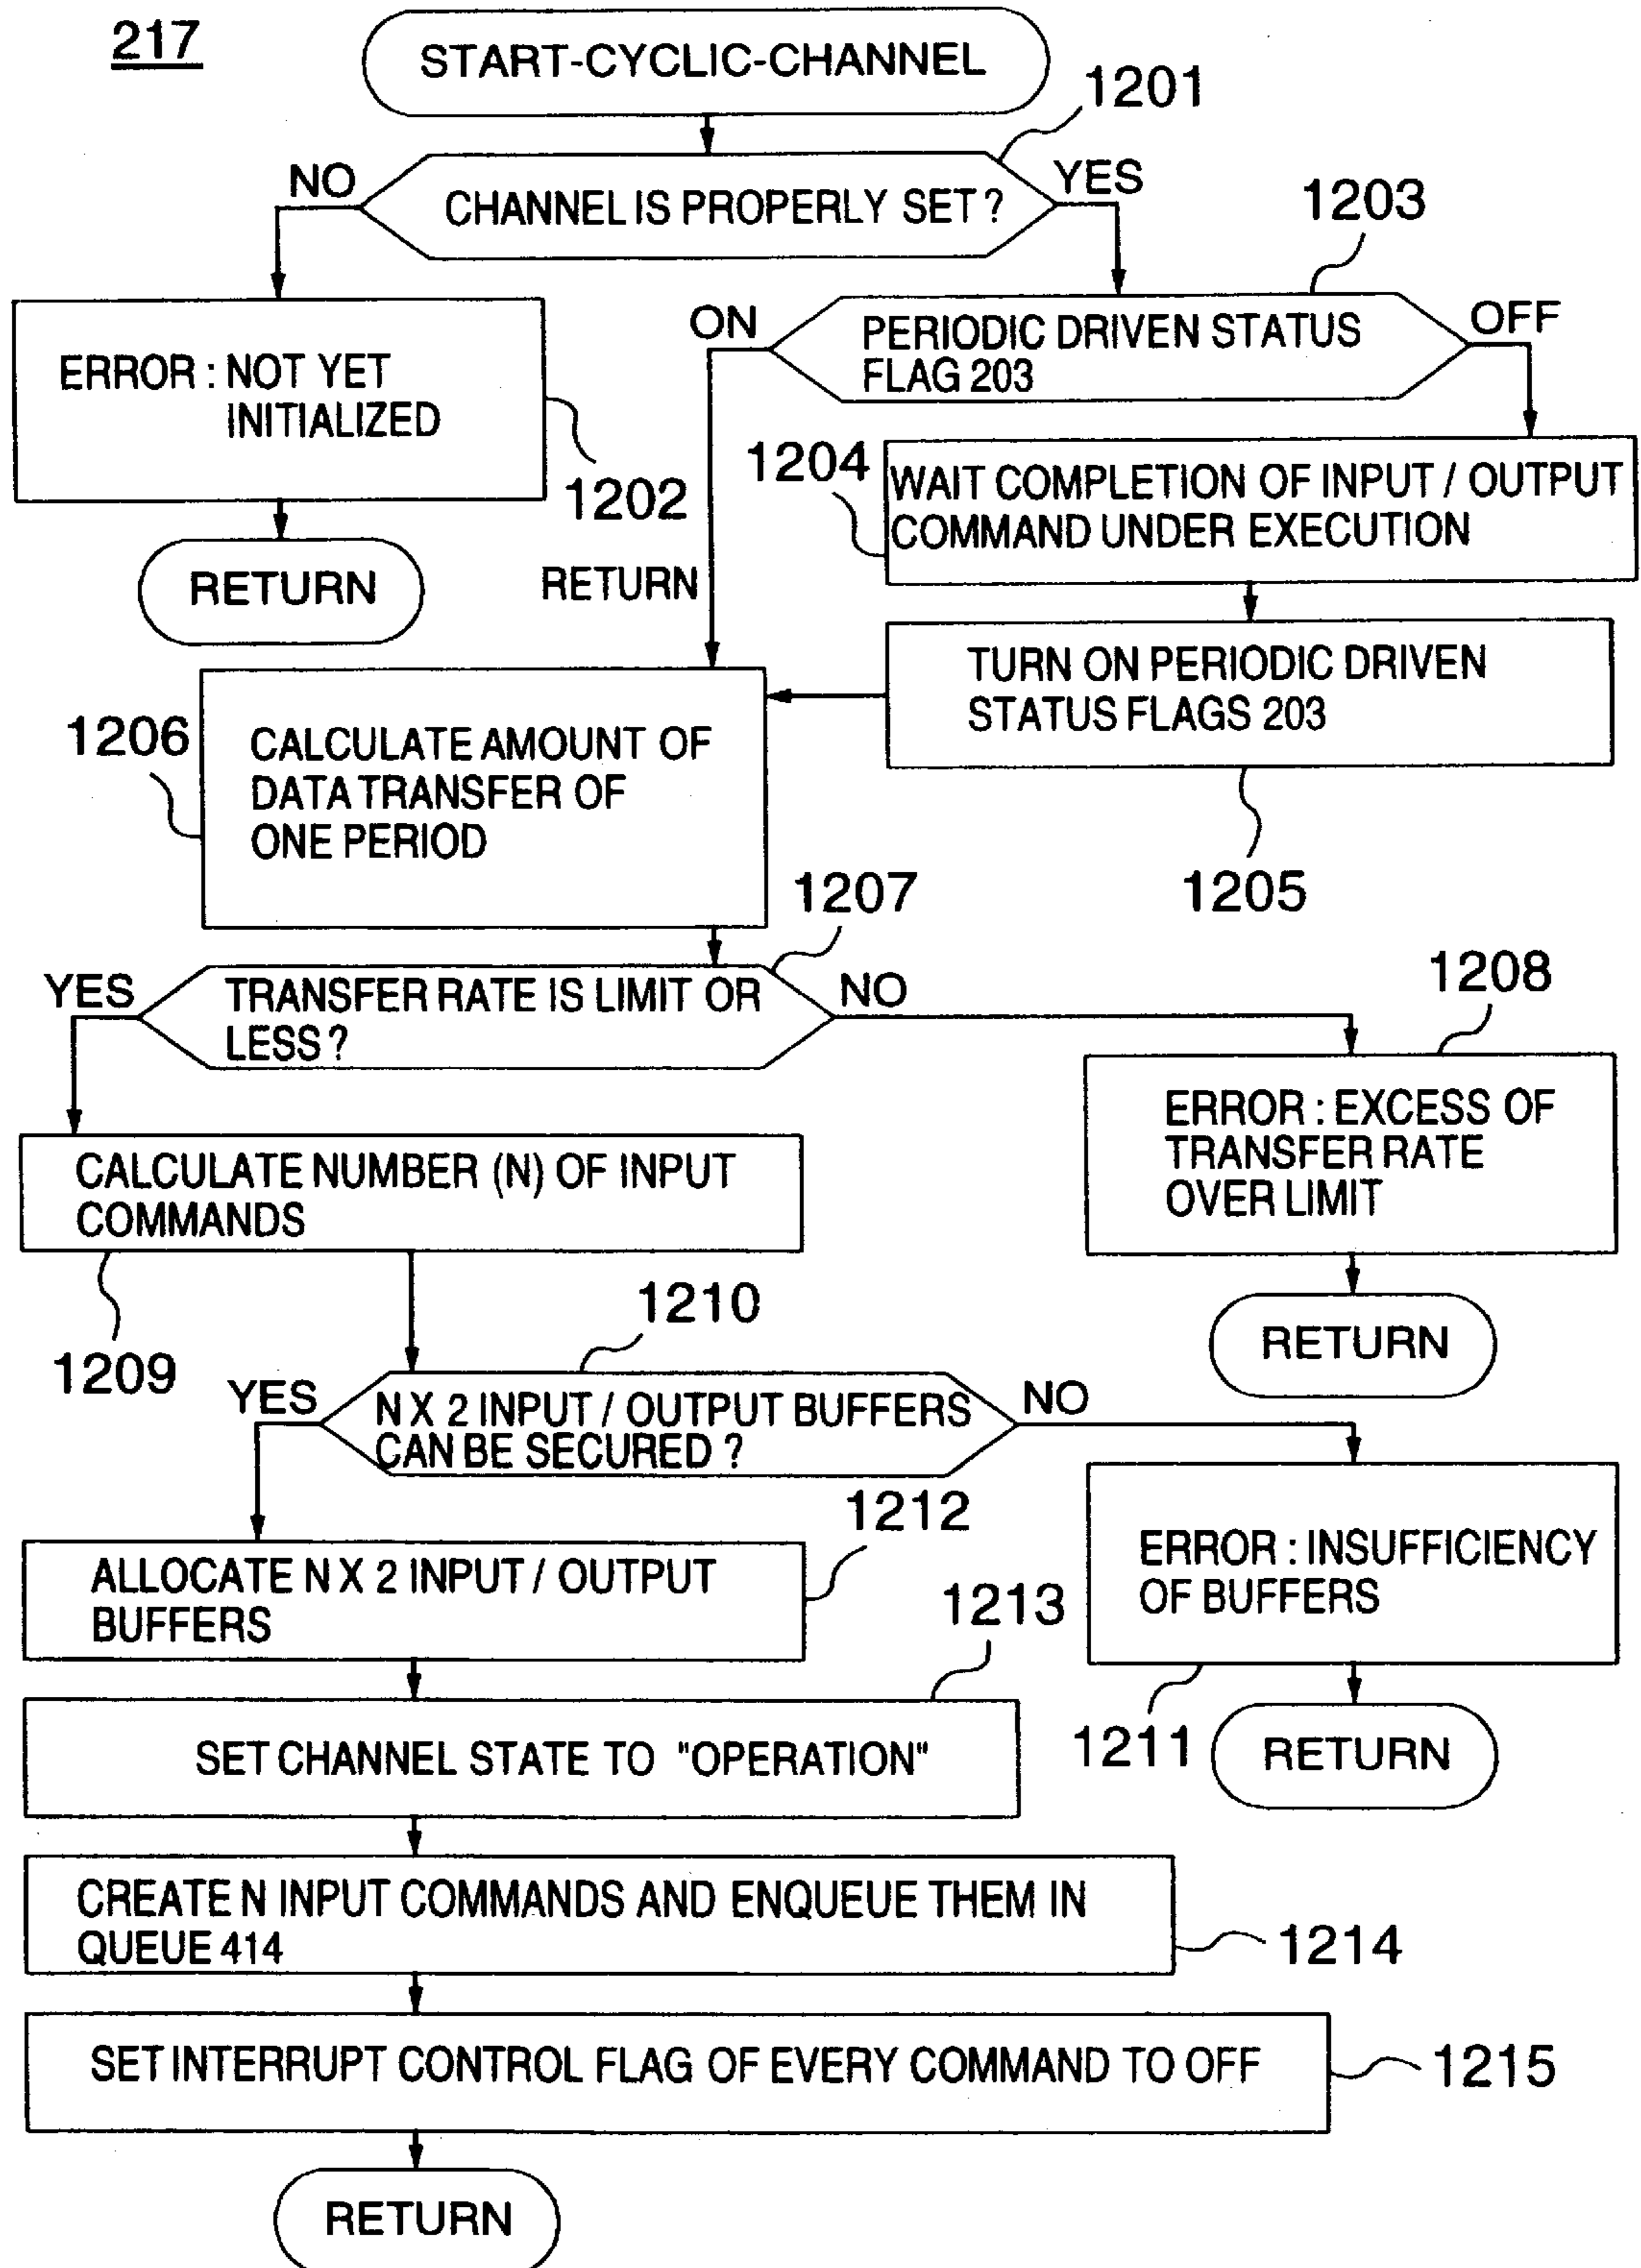 217
START-CYCLIC-CHANNEL
1201
NO
CHANNEL IS PROPERLY SET ?
YES
1203
ON
PERIODIC DRIVEN STATUS
FLAG 203
OFF
ERROR : NOT YET
INITIALIZED
1202
RETURN
RETURN
1204
WAIT COMPLETION OF INPUT / OUTPUT
COMMAND UNDER EXECUTION
TURN ON PERIODIC DRIVEN
STATUS FLAGS 203
1205
1206
CALCULATE AMOUNT OF
DATA TRANSFER OF
ONE PERIOD
1207
YES
TRANSFER RATE IS LIMIT OR
LESS ?
NO
1208
ERROR : EXCESS OF
TRANSFER RATE
OVER LIMIT
RETURN
CALCULATE NUMBER (N) OF INPUT
COMMANDS
1209
1210
YES
N X 2 INPUT / OUTPUT BUFFERS
CAN BE SECURED ?
NO
1212
ERROR : INSUFFICIENCY
OF BUFFERS
1211
RETURN
ALLOCATE N X 2 INPUT / OUTPUT
BUFFERS
1213
SET CHANNEL STATE TO "OPERATION"
CREATE N INPUT COMMANDS AND ENQUEUE THEM IN
QUEUE 414
1214
SET INTERRUPT CONTROL FLAG OF EVERY COMMAND TO OFF
1215
RETURN